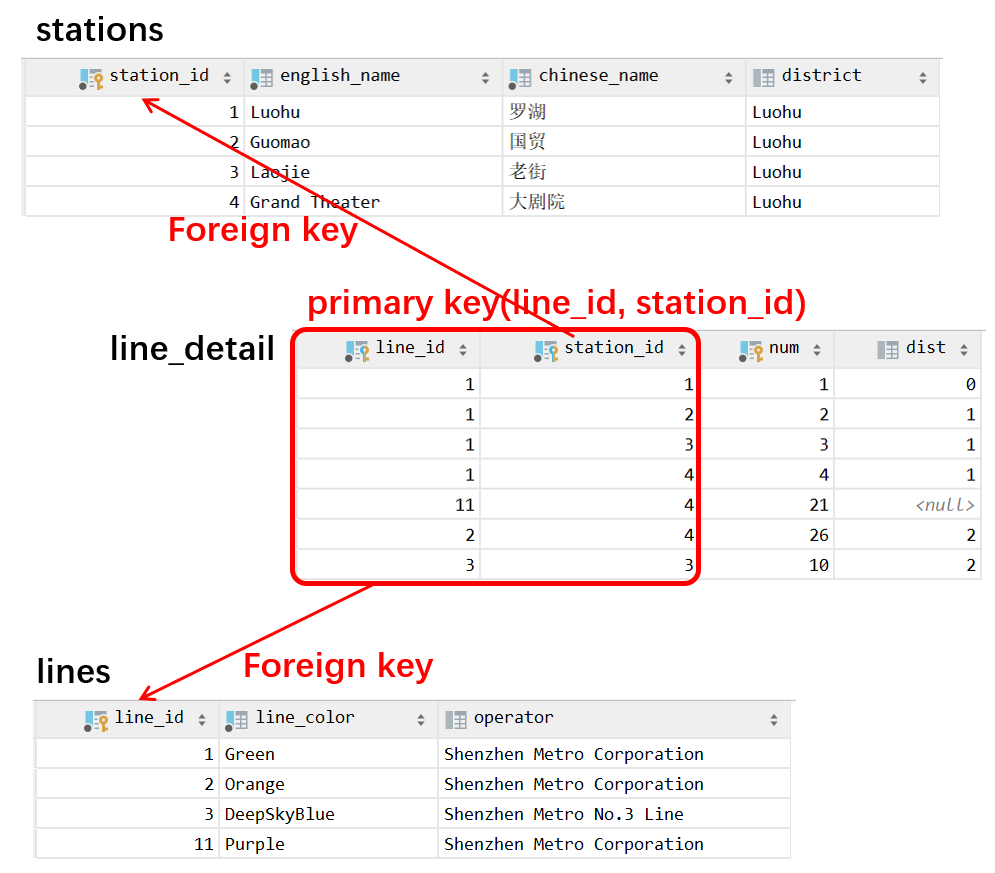 stations
station_id english_name chinese_name district
1 Luohu 罗湖 Luohu
2 Guomao 国贸 Luohu
3 Laojie 老街 Luohu
4 Grand Theater 大剧院 Luohu
Foreign key
primary key(line_id, station_id)
line_detail
line_id station_id num dist
1 1 1 0
1 2 2 1
1 3 3 1
1 4 4 1
11 4 21 <null>
2 4 26 2
3 3 10 2
Foreign key
lines
line_id line_color operator
1 Green Shenzhen Metro Corporation
2 Orange Shenzhen Metro Corporation
3 DeepSkyBlue Shenzhen Metro No.3 Line
11 Purple Shenzhen Metro Corporation